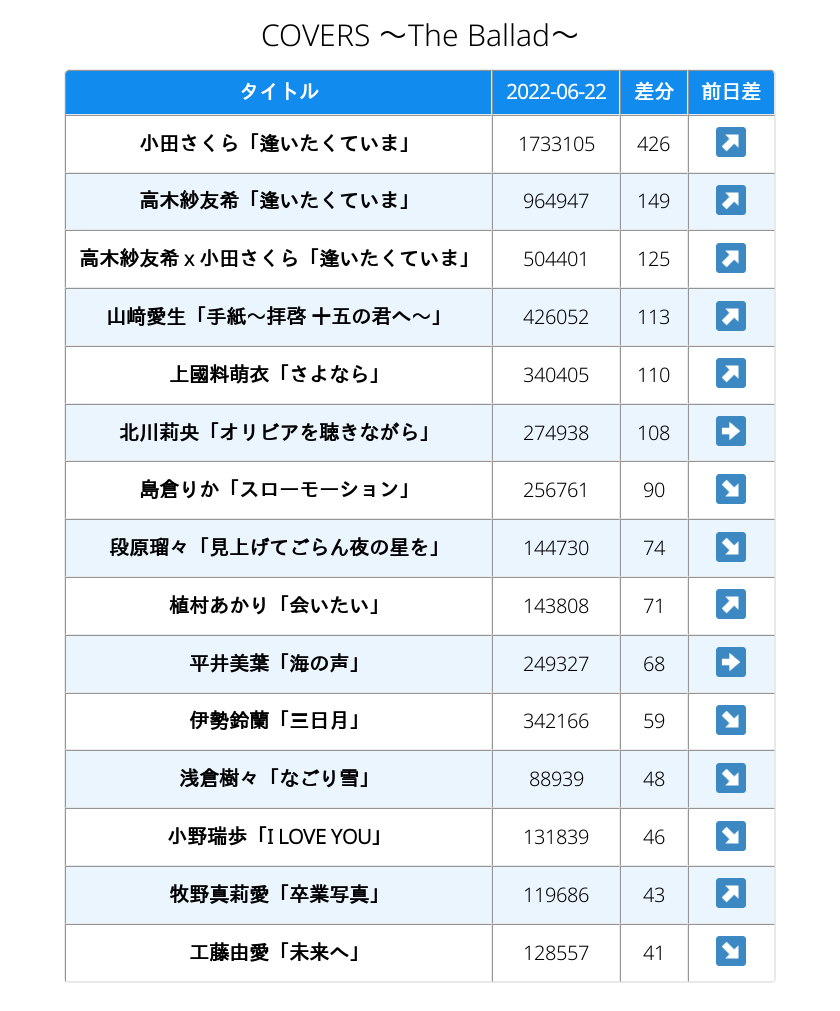 COVERS ～The Ballad～
タイトル 2022-06-22 差分 前日差
小田さくら「逢いたくていま」 1733105 426 ↗
高木紗友希「逢いたくていま」 964947 149 ↗
高木紗友希 x 小田さくら「逢いたくていま」 504401 125 ↗
山﨑愛生「手紙～拝啓 十五の君へ～」 426052 113 ↗
上國料萌衣「さよなら」 340405 110 ↗
北川莉央「オリビアを聴きながら」 274938 108 ➡
島倉りか「スローモーション」 256761 90 ↘
段原瑠々「見上げてごらん夜の星を」 144730 74 ↘
植村あかり「会いたい」 143808 71 ↗
平井美葉「海の声」 249327 68 ➡
伊勢鈴蘭「三日月」 342166 59 ↘
浅倉樹々「なごり雪」 88939 48 ↘
小野瑞歩「I LOVE YOU」 131839 46 ↘
牧野真莉愛「卒業写真」 119686 43 ↗
工藤由愛「未来へ」 128557 41 ↘